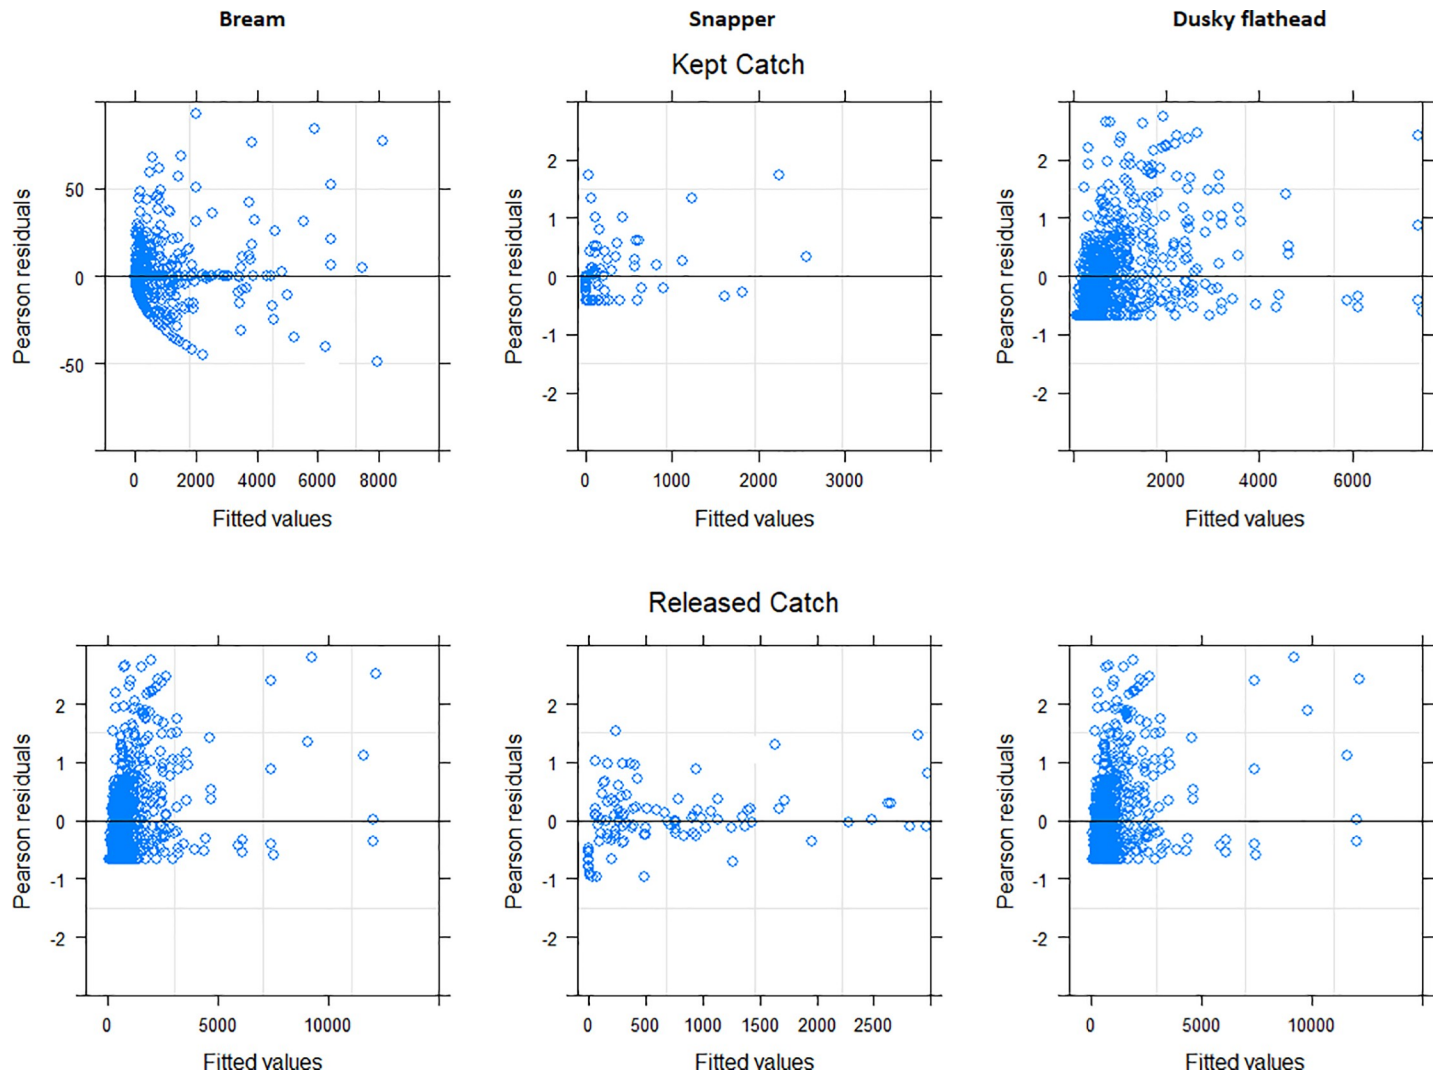 Bream Snapper Dusky flathead
Kept Catch
Pearson residuals
50
0
-50
0 2000 4000 6000 8000
Fitted values
Pearson residuals
2
1
0
-1
-2
0 1000 2000 3000
Fitted values
Pearson residuals
2
1
0
-1
-2
2000 4000 6000
Fitted values
Released Catch
Pearson residuals
2
1
0
-1
-2
0 5000 10000
Fitted values
Pearson residuals
2
1
0
-1
-2
0 500 1000 1500 2000 2500
Fitted values
Pearson residuals
2
1
0
-1
-2
0 5000 10000
Fitted values